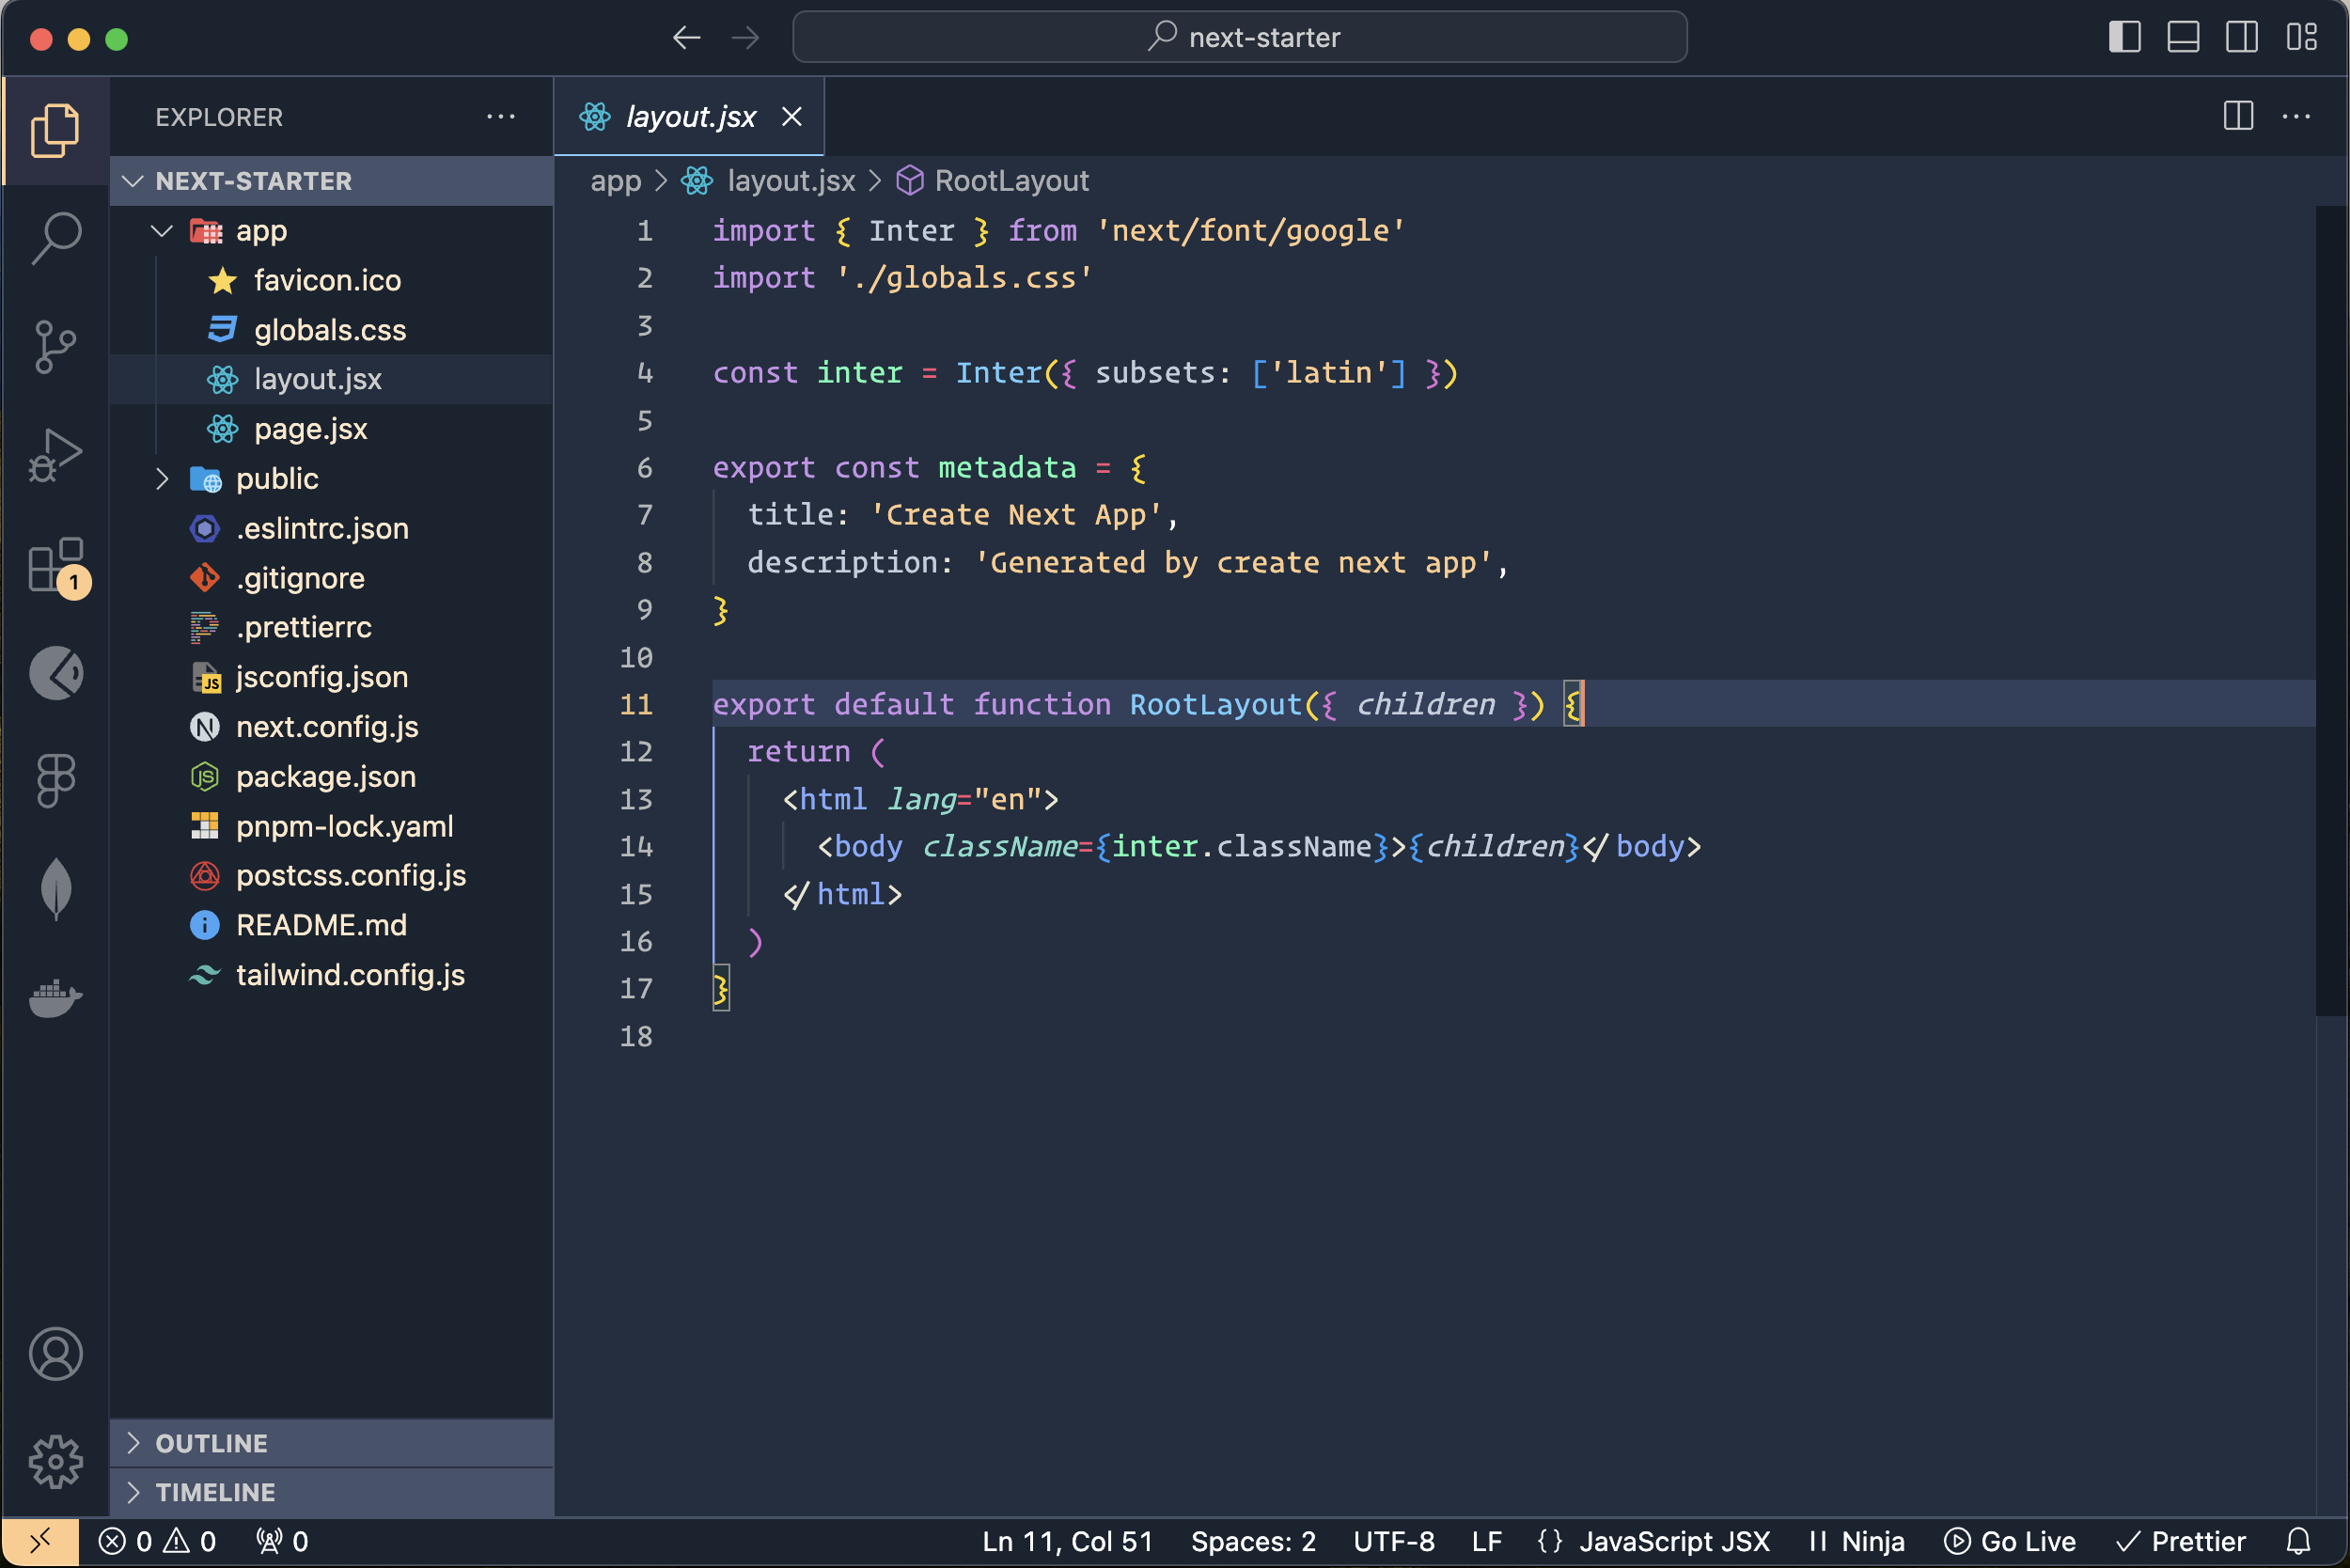 next-starter
EXPLORER
layout.jsx
NEXT-STARTER
app
favicon.ico
globals.css
layout.jsx
page.jsx
public
.eslintrc.json
.gitignore
.prettierrc
jsconfig.json
next.config.js
package.json
pnpm-lock.yaml
postcss.config.js
README.md
tailwind.config.js
OUTLINE
TIMELINE
1
app > layout.jsx > RootLayout
1 import { Inter } from 'next/font/google'
2 import './globals.css'
3
4 const inter = Inter({ subsets: ['latin'] })
5
6 export const metadata = {
7   title: 'Create Next App',
8   description: 'Generated by create next app',
9 }
10
11 export default function RootLayout({ children }) {
12   return (
13     <html lang="en">
14       <body className={inter.className}>{children}</body>
15     </html>
16   )
17 }
18
0 0 0 Ln 11, Col 51 Spaces: 2 UTF-8 LF {} JavaScript JSX Ninja Go Live Prettier